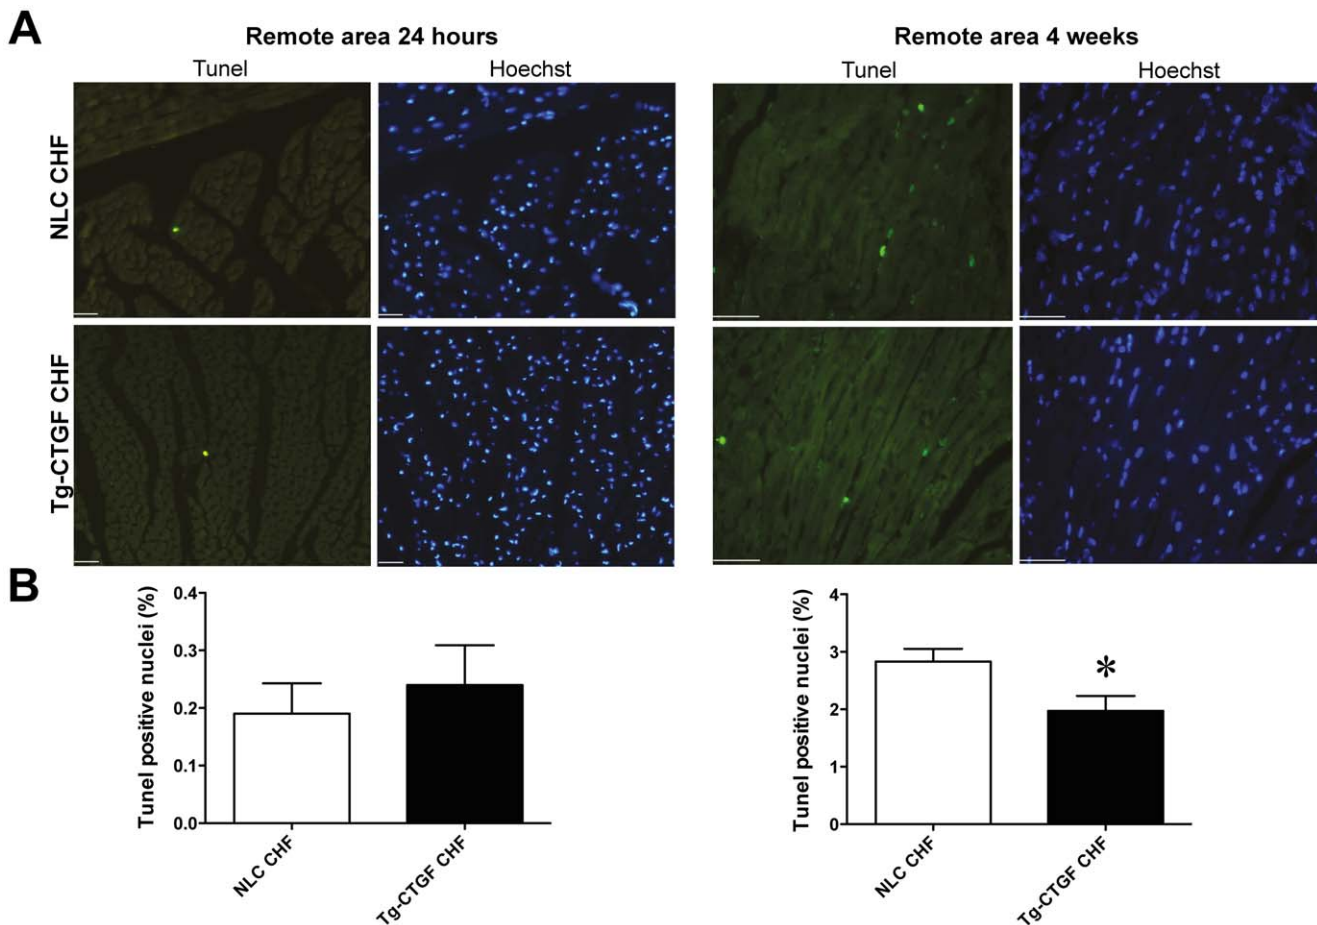 A
Remote area 24 hours
Remote area 4 weeks
Tunel
Hoechst
Tunel
Hoechst
NLC CHF
Tg-CTGF CHF
B
Tunel positive nuclei (%)
0.4
0.3
0.2
0.1
0.0
NLC CHF
Tg-CTGF CHF
Tunel positive nuclei (%)
4
3
2
1
0
*
NLC CHF
Tg-CTGF CHF